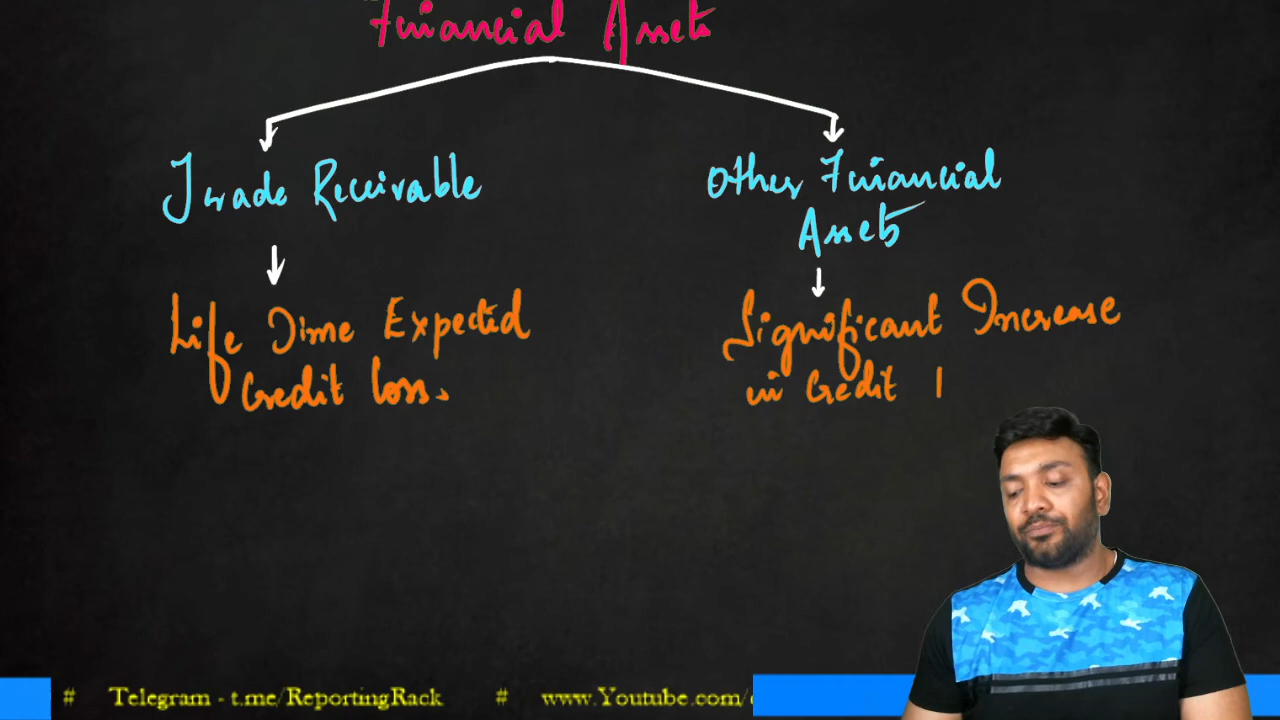 Financial Assets
Trade Receivable
Other Financial
Assets
Life Time Expected
Credit loss.
Significant Increase
in Credit
# Telegram - t.me/ReportingRack # www.Youtube.com/